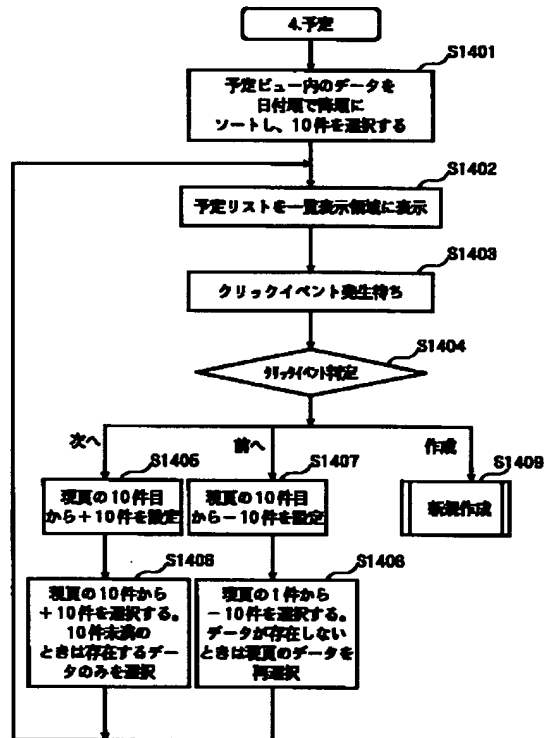 4.予定
S1401
予定ビュー内のデータを
日付順で降順に
ソートし、10件を選択する
S1402
予定リストを一覧表示領域に表示
S1403
クリックイベント発生待ち
S1404
クリックイベント判定
次へ
前へ
作成
S1405
S1407
S1409
現頁の10件目
から+10件を設定
現頁の10件目
から-10件を設定
新規作成
S1408
S1406
現頁の10件から
+10件を選択する。
10件未満の
ときは存在するデー
タのみを選択
現頁の1件から
-10件を選択する。
データが存在しない
ときは現頁のデータを
再選択